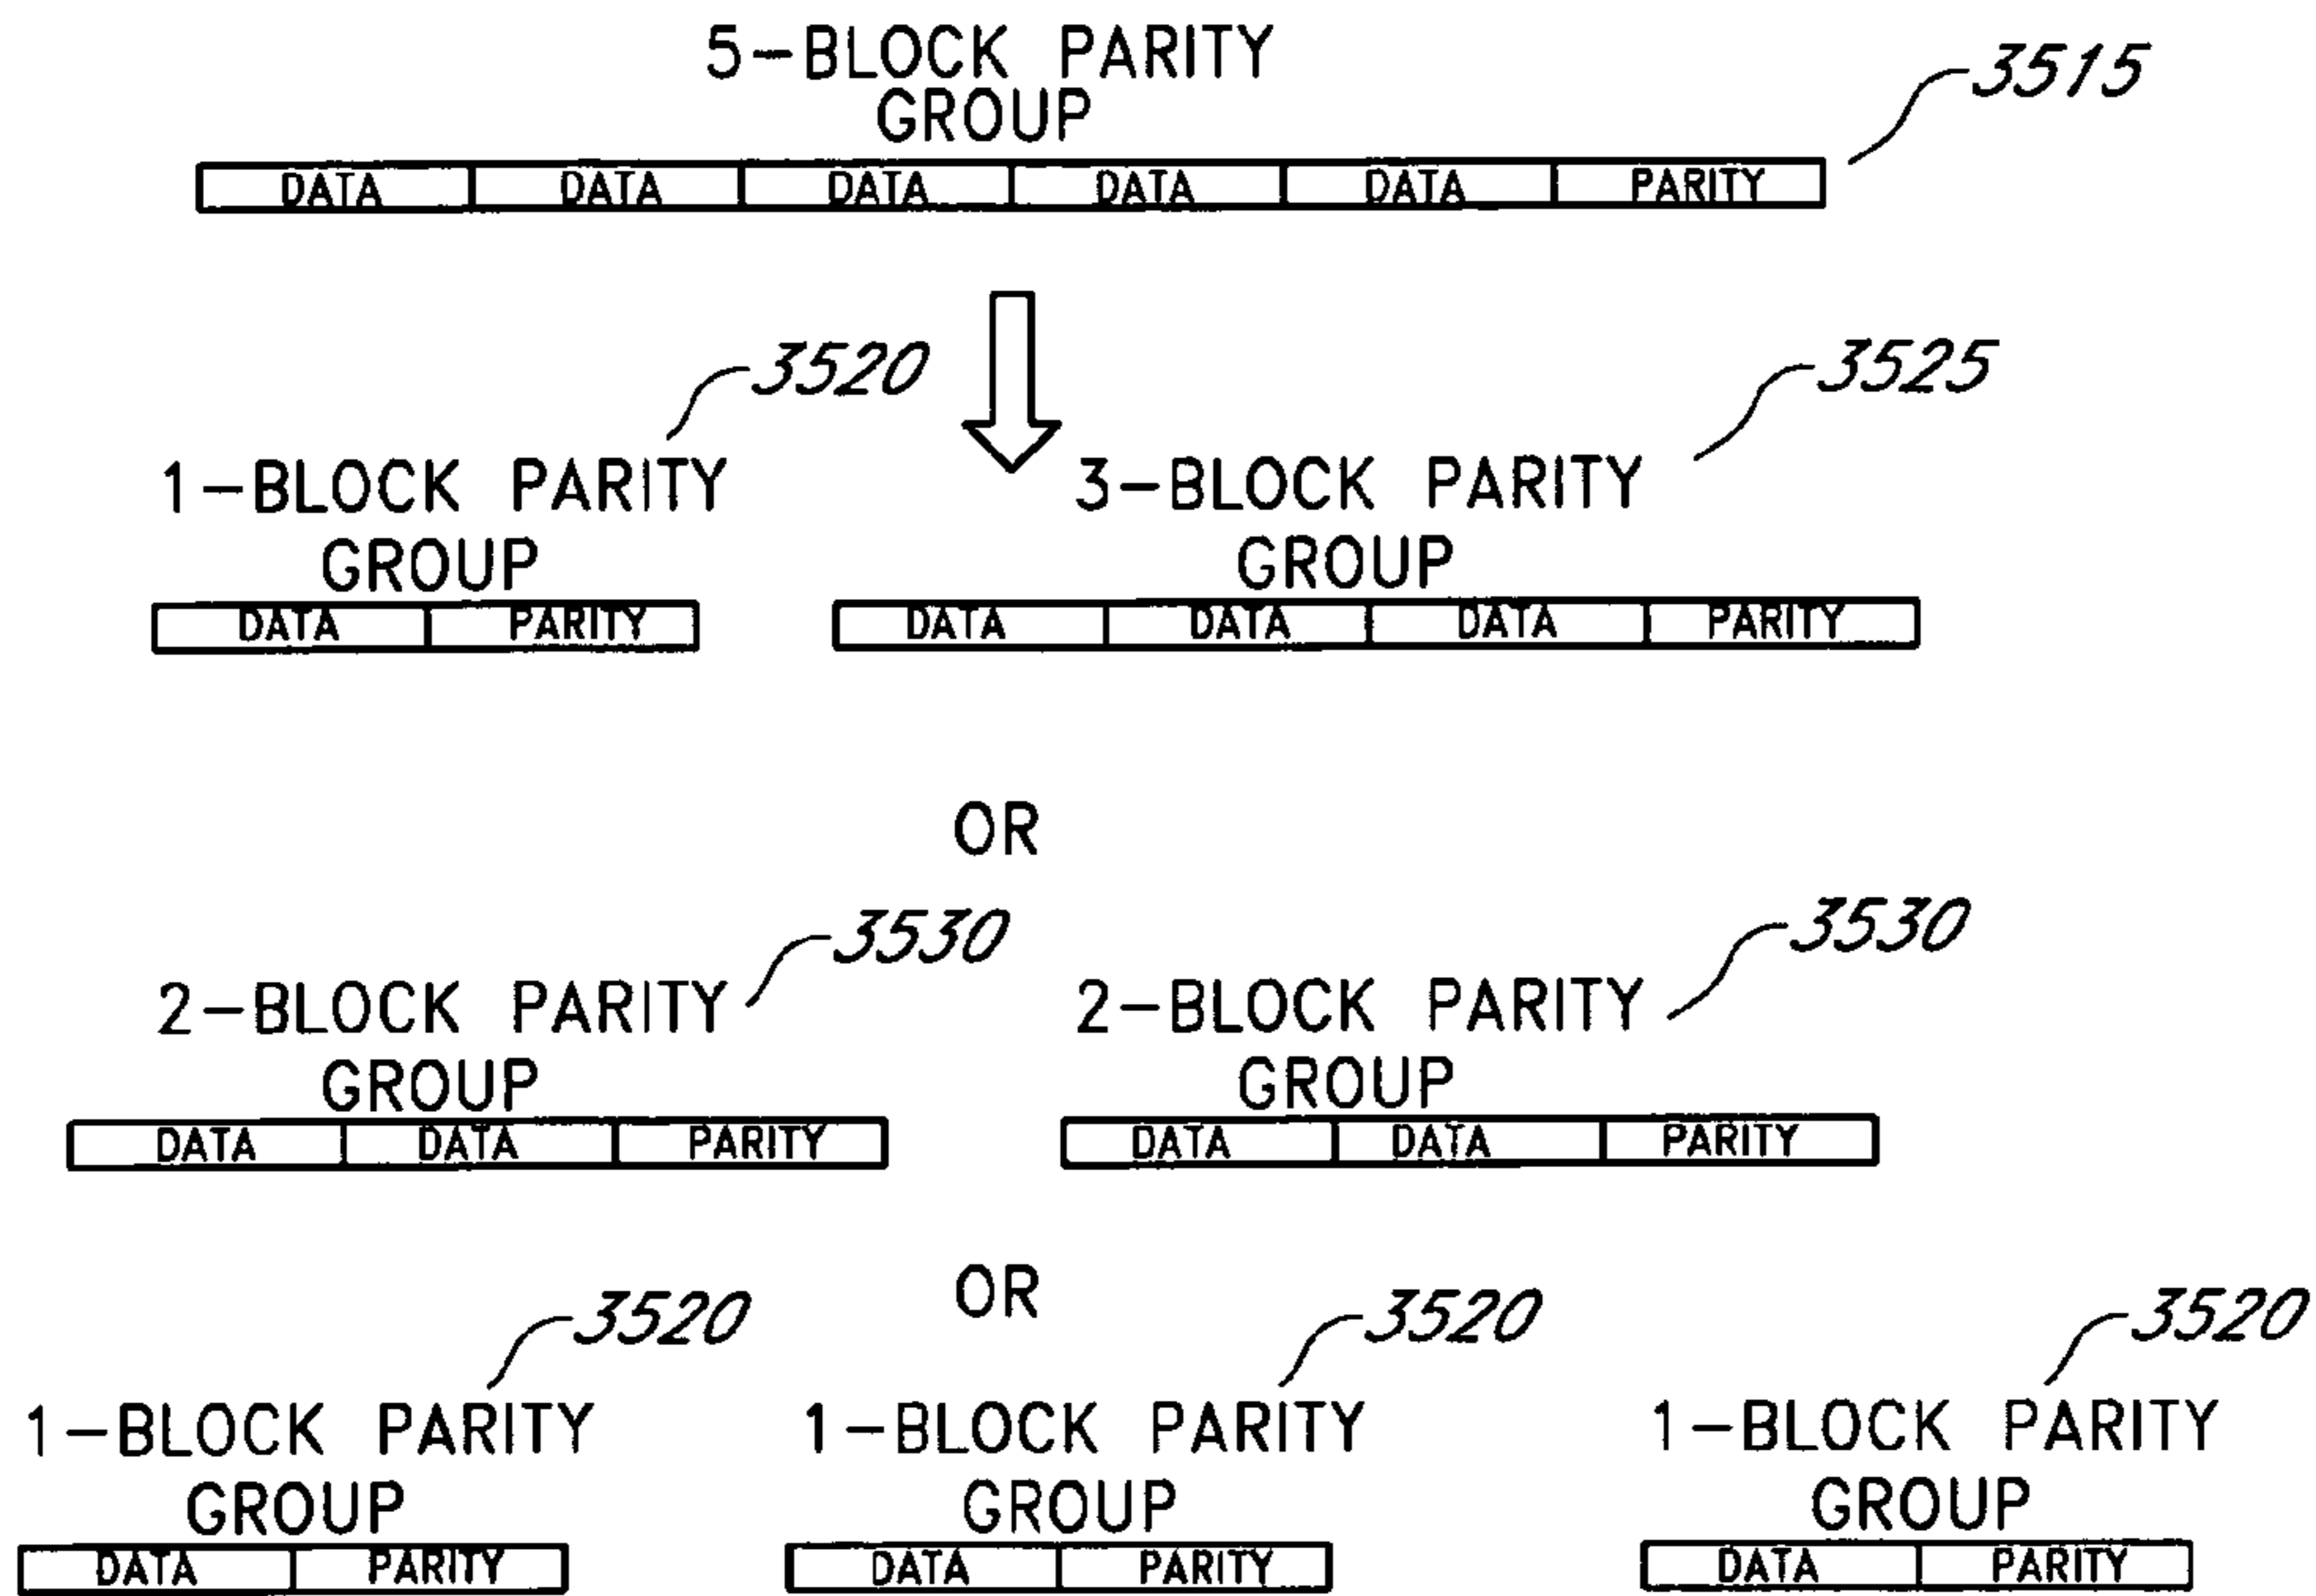 5-BLOCK PARITY
GROUP
3515
DATA DATA DATA DATA DATA PARITY
3520
3525
1-BLOCK PARITY
GROUP
3-BLOCK PARITY
GROUP
DATA PARITY
DATA DATA DATA PARITY
OR
3530
3530
2-BLOCK PARITY
GROUP
2-BLOCK PARITY
GROUP
DATA DATA PARITY
DATA DATA PARITY
OR
3520
3520
3520
1-BLOCK PARITY
GROUP
1-BLOCK PARITY
GROUP
1-BLOCK PARITY
GROUP
DATA PARITY
DATA PARITY
DATA PARITY